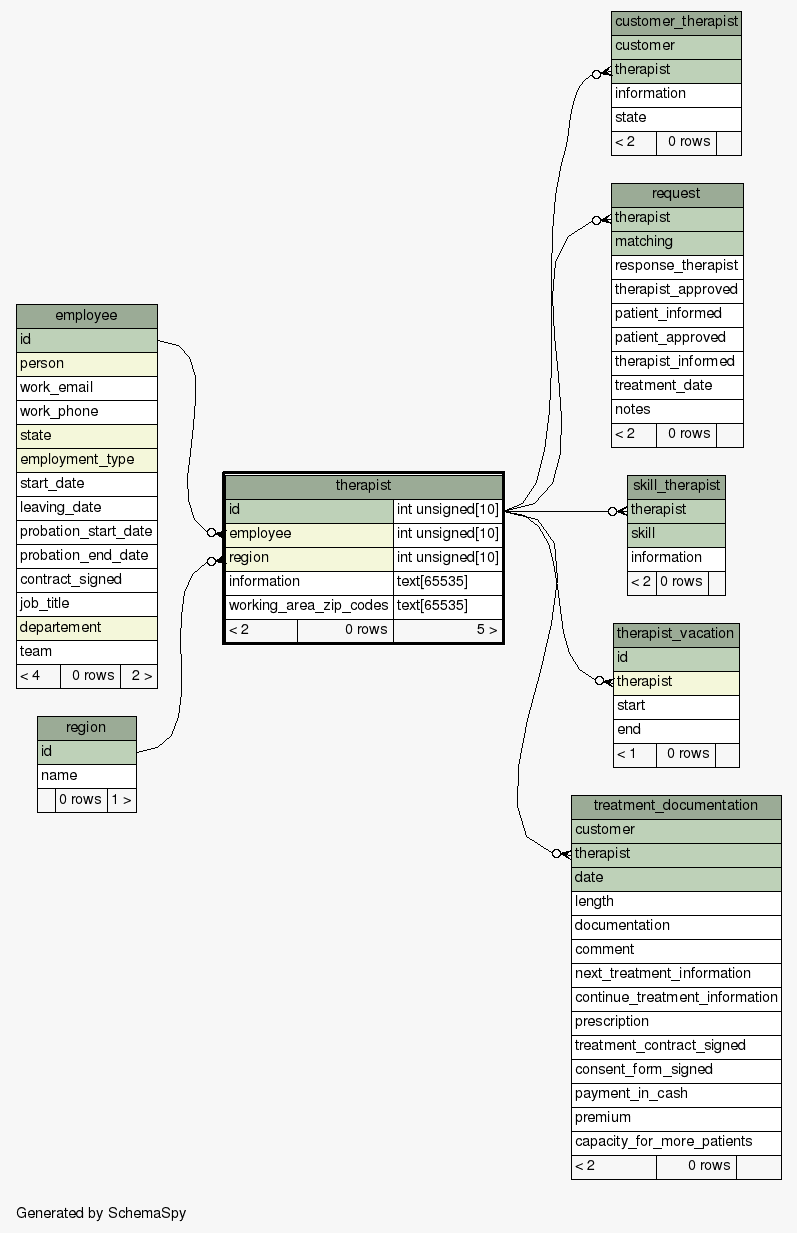 customer_therapist
customer
therapist
information
state
< 2 0 rows
request
therapist
matching
response_therapist
therapist_approved
patient_informed
patient_approved
therapist_informed
treatment_date
notes
< 2 0 rows
employee
id
person
work_email
work_phone
state
employment_type
start_date
leaving_date
probation_start_date
probation_end_date
contract_signed
job_title
departement
team
< 4 0 rows 2 >
therapist
id int unsigned[10]
employee int unsigned[10]
region int unsigned[10]
information text[65535]
working_area_zip_codes text[65535]
< 2 0 rows 5 >
skill_therapist
therapist
skill
information
< 2 0 rows
therapist_vacation
id
therapist
start
end
< 1 0 rows
region
id
name
0 rows 1 >
treatment_documentation
customer
therapist
date
length
documentation
comment
next_treatment_information
continue_treatment_information
prescription
treatment_contract_signed
consent_form_signed
payment_in_cash
premium
capacity_for_more_patients
< 2 0 rows
Generated by SchemaSpy